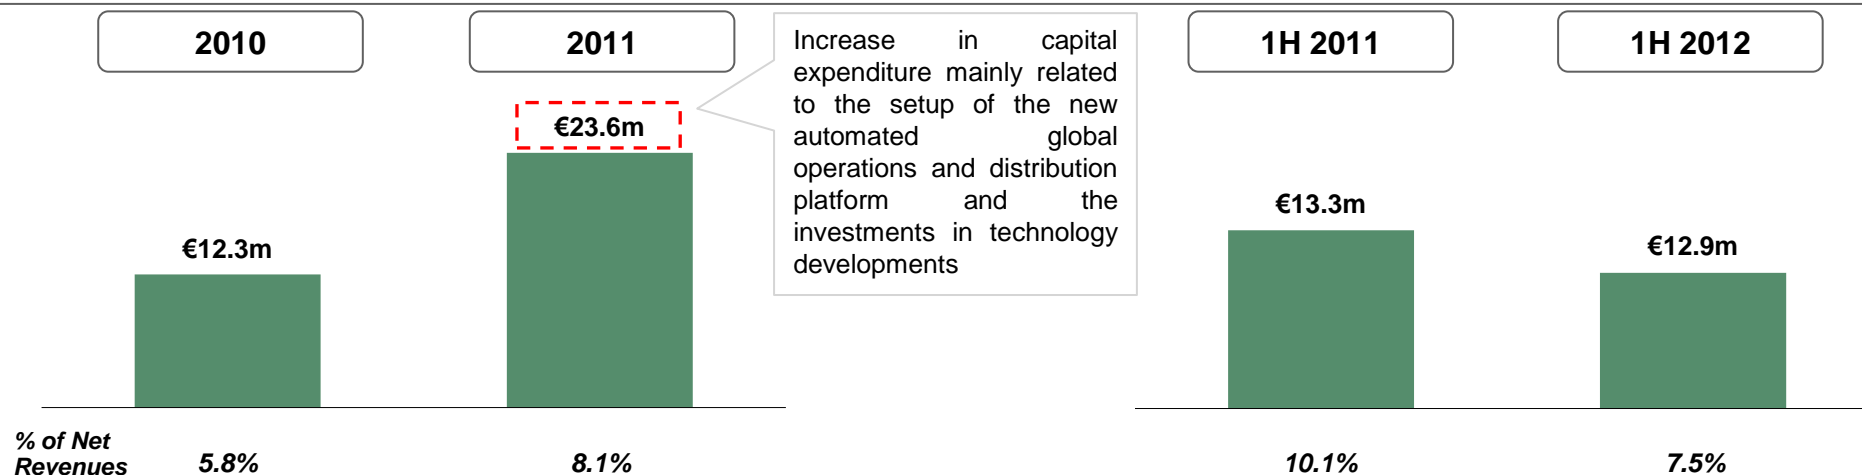 2010
2011
1H 2011
1H 2012
Increase in capital
expenditure mainly related
to the setup of the new
automated global
operations and distribution
platform and the
investments in technology
developments
€12.3m
€23.6m
€13.3m
€12.9m
% of Net
Revenues
5.8%
8.1%
10.1%
7.5%